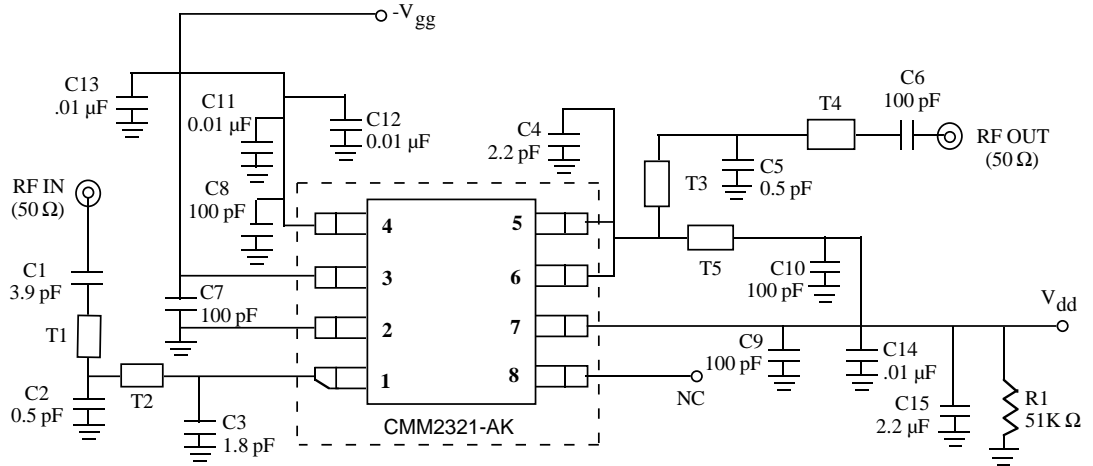 -Vgg
C13
.01 µF
C11
0.01 µF
C12
0.01 µF
C8
100 pF
RF IN
(50 Ω)
C1
3.9 pF
T1
C2
0.5 pF
T2
C3
1.8 pF
C7
100 pF
4
3
2
1
5
6
7
8
CMM2321-AK
C4
2.2 pF
T3
C5
0.5 pF
T4
C6
100 pF
RF OUT
(50 Ω)
T5
C10
100 pF
Vdd
C9
100 pF
C14
.01 µF
NC
C15
2.2 µF
R1
51K Ω